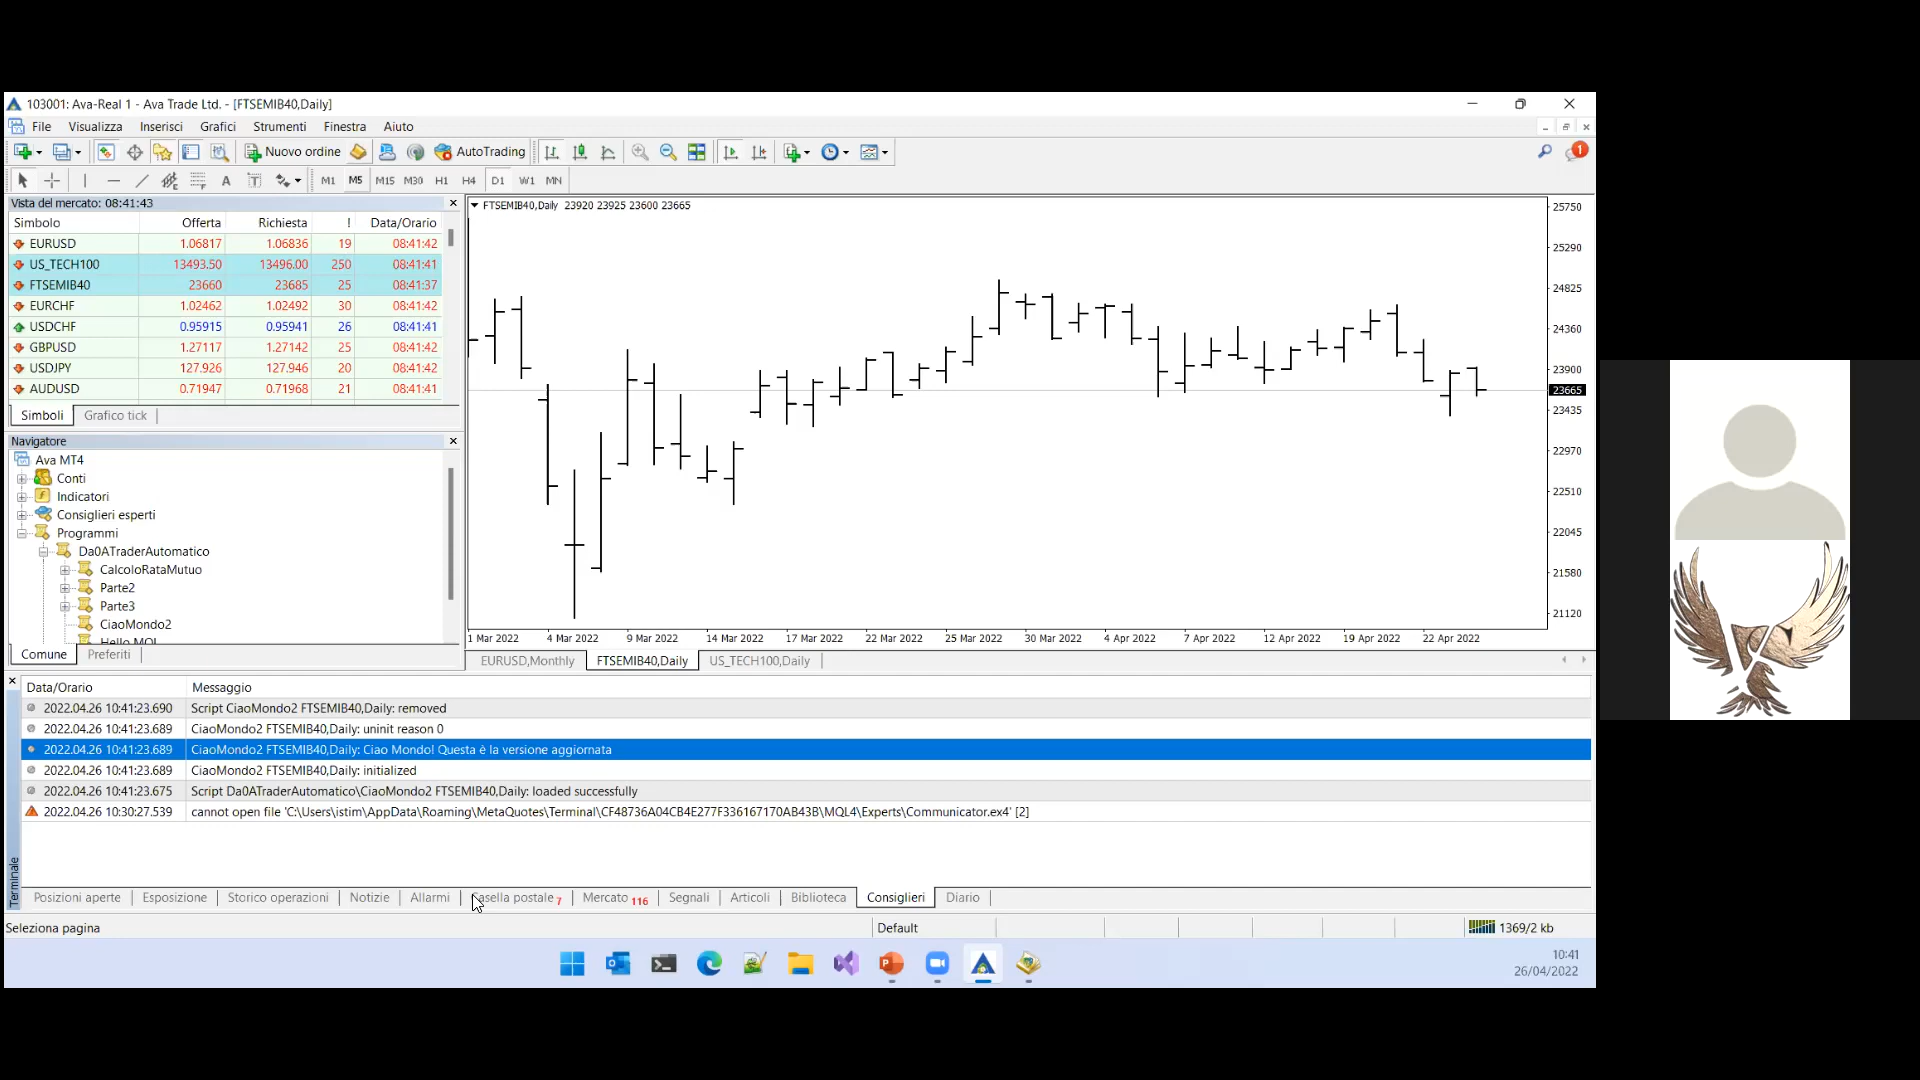 103001: Ava-Real 1 - Ava Trade Ltd. - [FTSEMIB40,Daily]
File Visualizza Inserisci Grafici Strumenti Finestra Aiuto
Nuovo ordine AutoTrading 1
A T M1 M5 M15 M30 H1 H4 D1 W1 MN
Vista del mercato: 08:41:43
Simbolo Offerta Richiesta ! Data/Orario
EURUSD 1.06817 1.06836 19 08:41:42
US_TECH100 13493.50 13496.00 250 08:41:41
FTSEMIB40 23660 23685 25 08:41:37
EURCHF 1.02462 1.02492 30 08:41:42
USDCHF 0.95915 0.95941 26 08:41:41
GBPUSD 1.27117 1.27142 25 08:41:42
USDJPY 127.926 127.946 20 08:41:42
AUDUSD 0.71947 0.71968 21 08:41:41
Simboli Grafico tick
Navigatore
Ava MT4
Conti
Indicatori
Consiglieri esperti
Programmi
Da0ATraderAutomatico
CalcoloRataMutuo
Parte2
Parte3
CiaoMondo2
Hello MQL
Comune Preferiti
FTSEMIB40,Daily 23920 23925 23600 23665
25750
25290
24825
24360
23900
23665
23435
22970
22510
22045
21580
21120
1 Mar 2022 4 Mar 2022 9 Mar 2022 14 Mar 2022 17 Mar 2022 22 Mar 2022 25 Mar 2022 30 Mar 2022 4 Apr 2022 7 Apr 2022 12 Apr 2022 19 Apr 2022 22 Apr 2022
EURUSD,Monthly FTSEMIB40,Daily US_TECH100,Daily
Data/Orario Messaggio
2022.04.26 10:41:23.690 Script CiaoMondo2 FTSEMIB40,Daily: removed
2022.04.26 10:41:23.689 CiaoMondo2 FTSEMIB40,Daily: uninit reason 0
2022.04.26 10:41:23.689 CiaoMondo2 FTSEMIB40,Daily: Ciao Mondo! Questa è la versione aggiornata
2022.04.26 10:41:23.689 CiaoMondo2 FTSEMIB40,Daily: initialized
2022.04.26 10:41:23.675 Script Da0ATraderAutomatico\CiaoMondo2 FTSEMIB40,Daily: loaded successfully
2022.04.26 10:30:27.539 cannot open file 'C:\Users\istim\AppData\Roaming\MetaQuotes\Terminal\CF48736A04CB4E277F336167170AB43B\MQL4\Experts\Communicator.ex4' [2]
Terminale
Posizioni aperte Esposizione Storico operazioni Notizie Allarmi Casella postale 7 Mercato 116 Segnali Articoli Biblioteca Consiglieri Diario
Seleziona pagina Default 1369/2 kb
10:41
26/04/2022